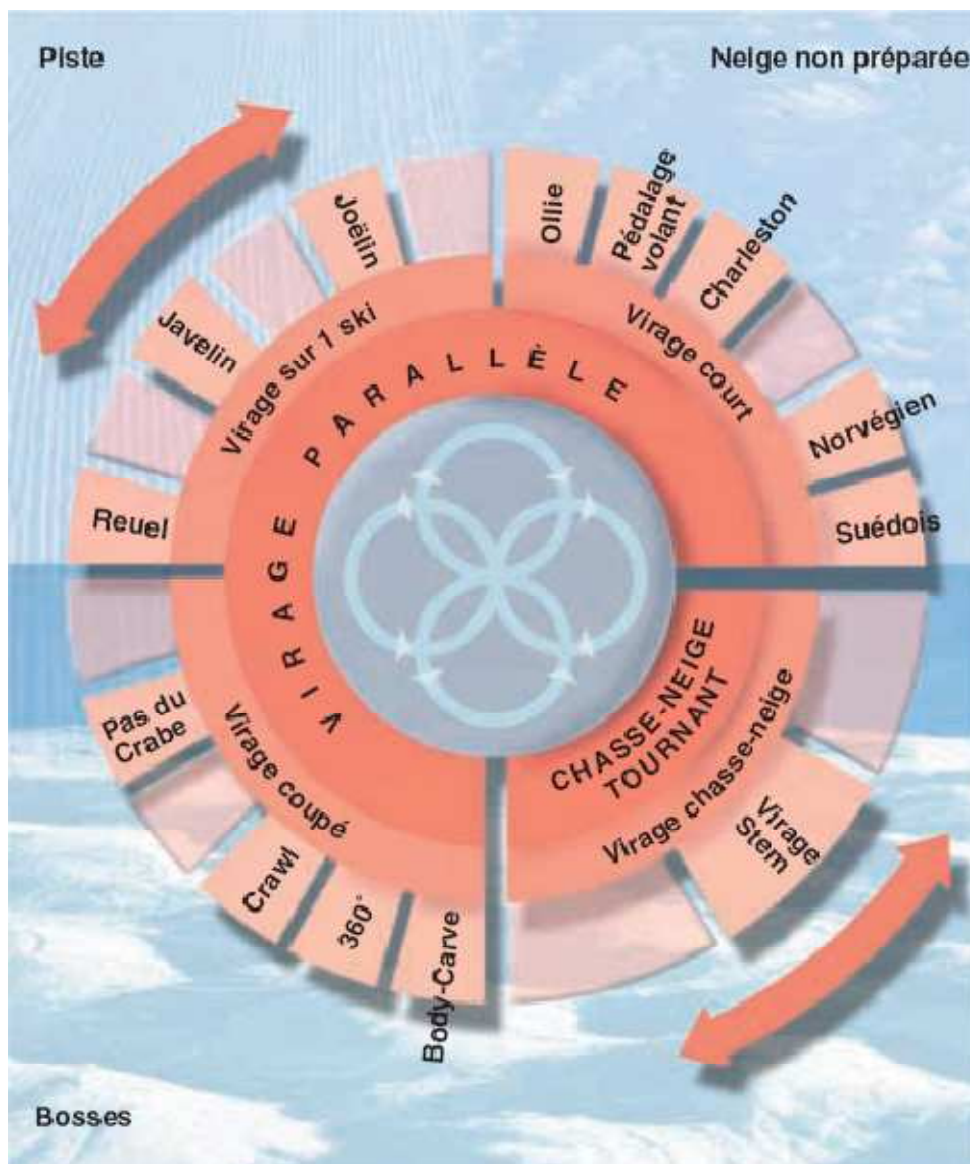 Piste
Neige non préparée
Ollie
Pédalage
volant
Charleston
Norvégien
Suédois
Joëlin
Javelin
Reuel
Virage sur 1 ski
Virage court
VIRAGE PARALLÈLE
CHASSE-NEIGE
TOURNANT
Virage chasse-neige
Virage
Stem
Virage coupé
Pas du
Crabe
Crawl
360°
Body-Carve
Bosses